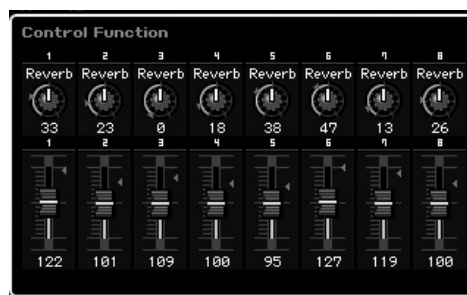 Control Function
1 2 3 4 5 6 7 8
Reverb Reverb Reverb Reverb Reverb Reverb Reverb Reverb
33 23 0 18 38 47 13 26
1 2 3 4 5 6 7 8
122 101 109 100 95 127 119 100